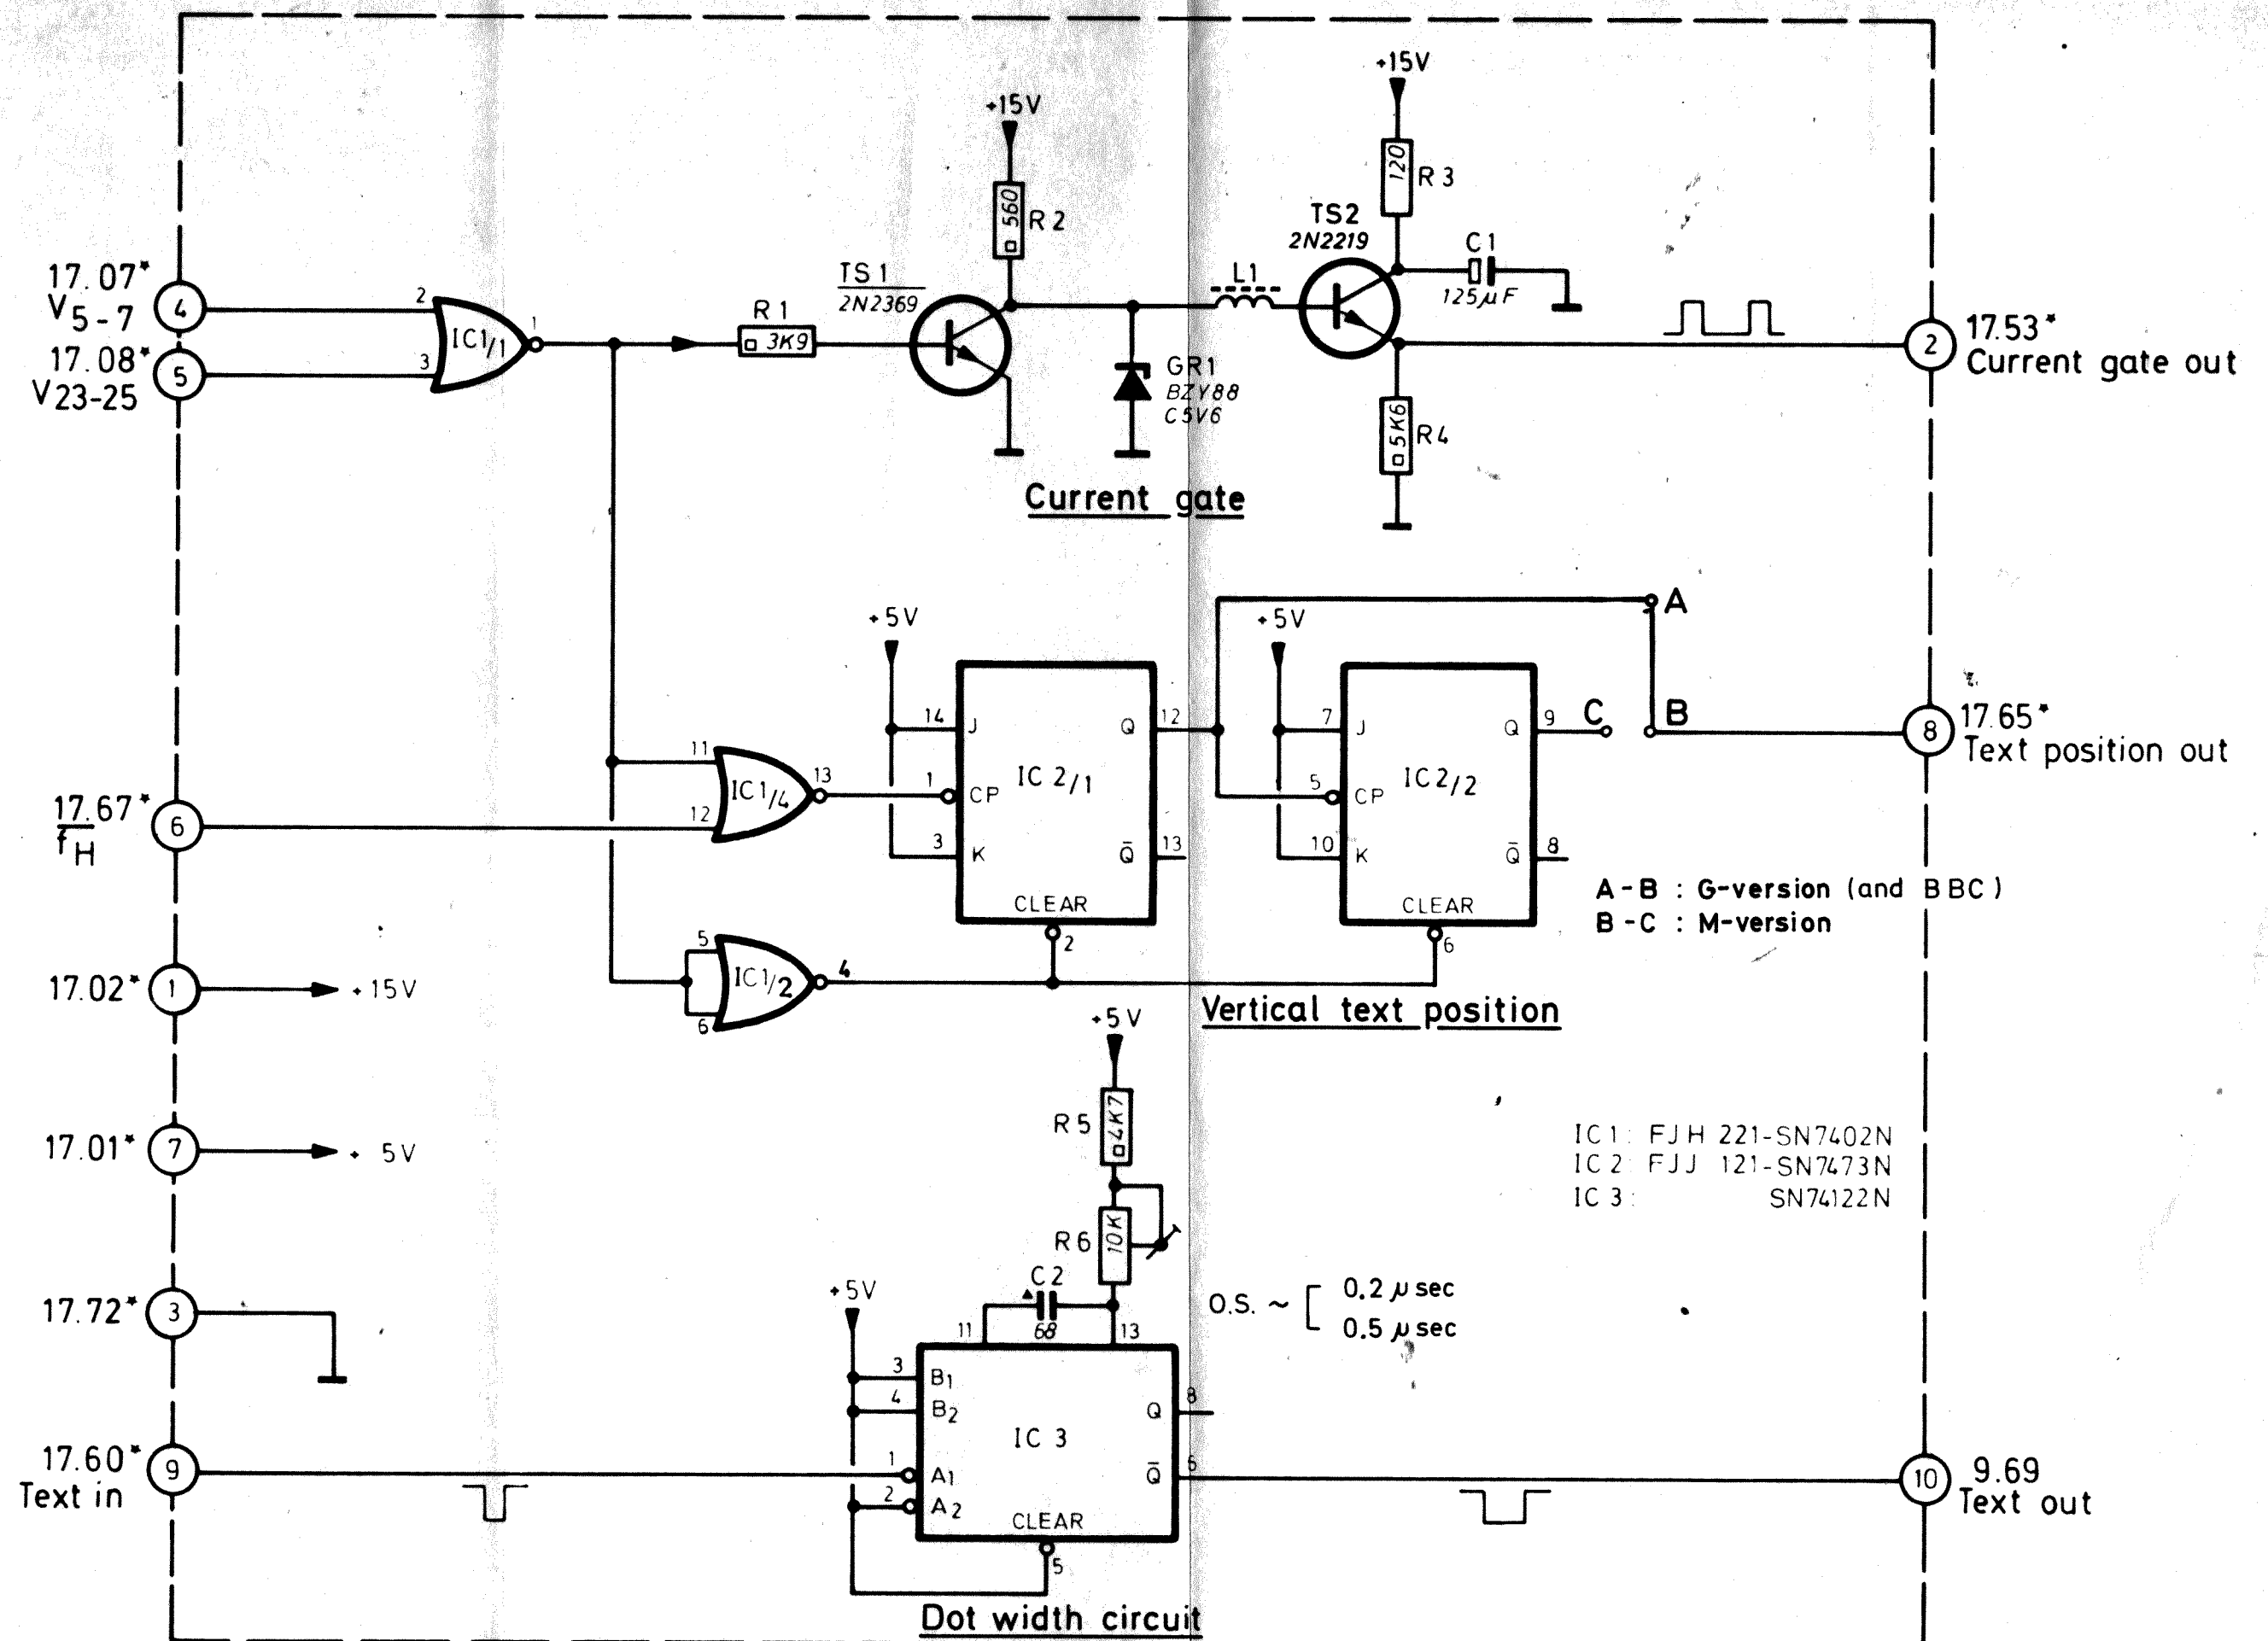 +15V
+15V
120
R3
560
R2
TS2
2N2219
C1
125µF
17.07*
V5-7
4
2
IC1/1
1
R1
3K9
TS1
2N2369
L1
17.53*
2
Current gate out
17.08*
V23-25
5
3
GR1
BZY88
C5V6
5K6
R4
Current gate
A
+5V
+5V
14
J
Q
12
7
J
Q
9
C
B
17.65*
8
Text position out
11
IC1/4
13
12
1
CP
IC2/1
5
CP
IC2/2
17.67*
fH
6
3
K
Q̄
13
10
K
Q̄
8
CLEAR
2
CLEAR
6
A-B : G-version (and BBC)
B-C : M-version
5
IC1/2
4
6
17.02*
1
+15V
Vertical text position
+5V
R5
4K7
17.01*
7
+ 5V
IC1: FJH 221-SN7402N
IC2: FJJ 121-SN7473N
IC3: SN74122N
R6
10K
17.72*
3
+5V
C2
68
11
13
O.S. ~ [ 0.2 µsec
0.5 µsec
3
B1
4
B2
IC 3
Q
8
17.60*
Text in
9
1
A1
2
A2
Q̄
6
CLEAR
5
10
9.69
Text out
Dot width circuit